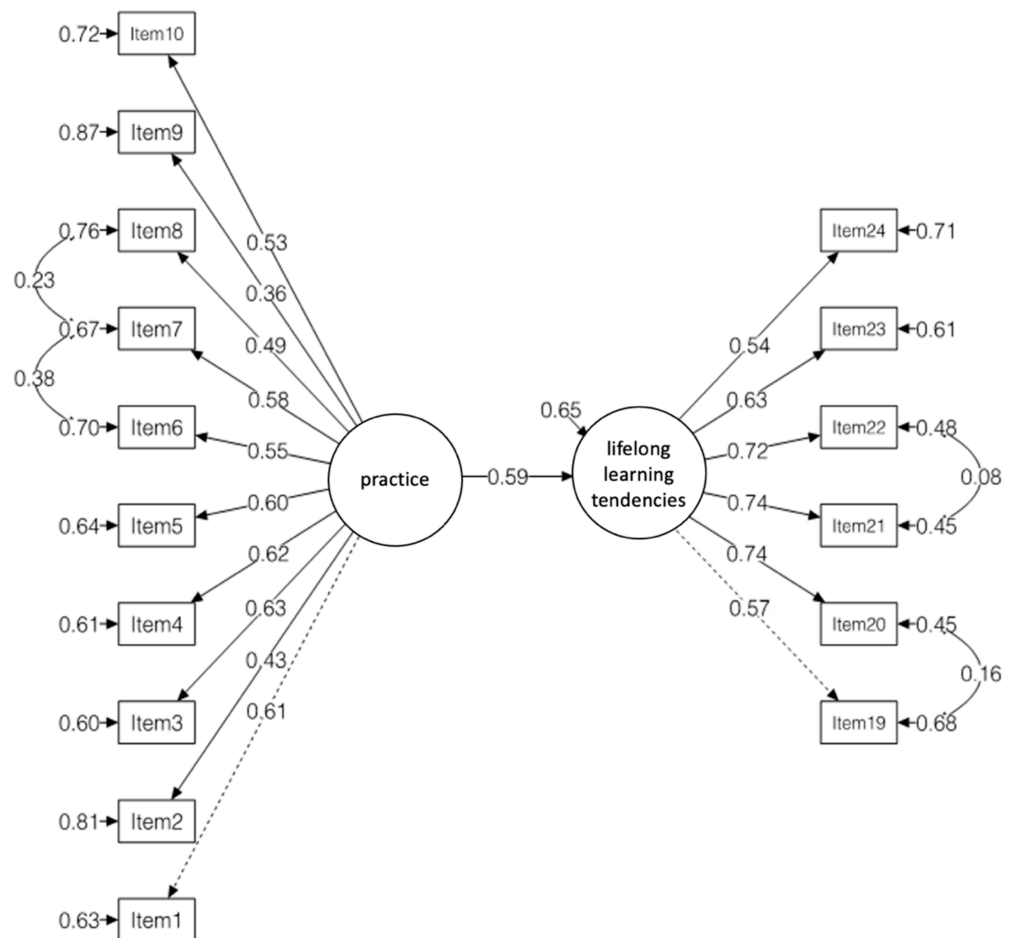 0.72 Item10
0.87 Item9
0.76 Item8
0.23
0.67 Item7
0.38
0.70 Item6
0.64 Item5
0.61 Item4
0.60 Item3
0.81 Item2
0.63 Item1
0.53
0.36
0.49
0.58
0.55
0.60
0.62
0.63
0.43
0.61
practice
0.59
0.65
lifelong
learning
tendencies
0.54
0.63
0.72
0.74
0.74
0.57
Item24 0.71
Item23 0.61
Item22 0.48
0.08
Item21 0.45
Item20 0.45
0.16
Item19 0.68